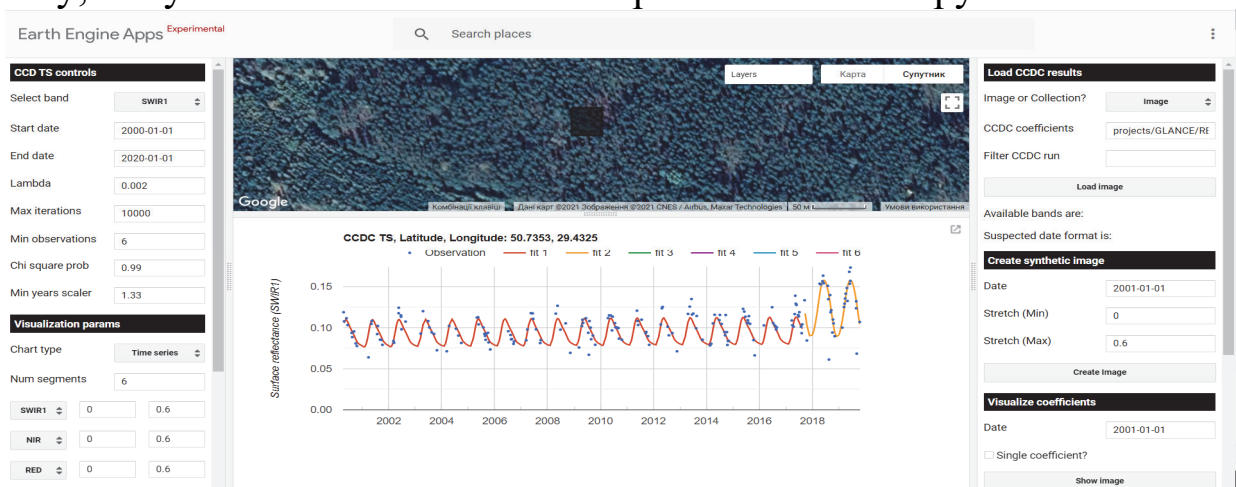 Earth Engine Apps Experimental
Search places
CCD TS controls
Select band SWIR1
Start date 2000-01-01
End date 2020-01-01
Lambda 0.002
Max iterations 10000
Min observations 6
Chi square prob 0.99
Min years scaler 1.33
Visualization params
Chart type Time series
Num segments 6
SWIR1 0 0.6
NIR 0 0.6
RED 0 0.6
Layers Карта Супутник
Google
Комбінації клавіш Дані карт ©2021 Зображення ©2021 CNES / Airbus, Maxar Technologies 50 м Умови використання
CCDC TS, Latitude, Longitude: 50.7353, 29.4325
Observation fit 1 fit 2 fit 3 fit 4 fit 5 fit 6
Surface reflectance (SWIR1)
0.15
0.10
0.05
0.00
2002 2004 2006 2008 2010 2012 2014 2016 2018
Load CCDC results
Image or Collection? Image
CCDC coefficients projects/GLANCE/RE
Filter CCDC run
Load image
Available bands are:
Suspected date format is:
Create synthetic image
Date 2001-01-01
Stretch (Min) 0
Stretch (Max) 0.6
Create Image
Visualize coefficients
Date 2001-01-01
Single coefficient?
Show image